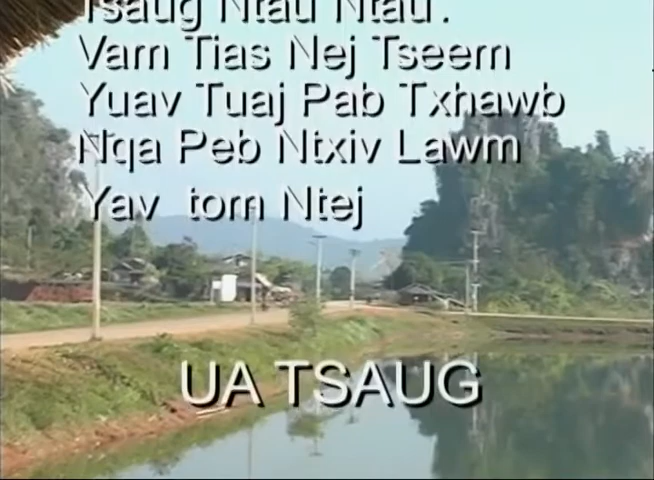 Tsaug Ntau Ntau.
Vam Tias Nej Tseem
Yuav Tuaj Pab Txhawb
Nqa Peb Ntxiv Lawm
Yav tom Ntej
UA TSAUG